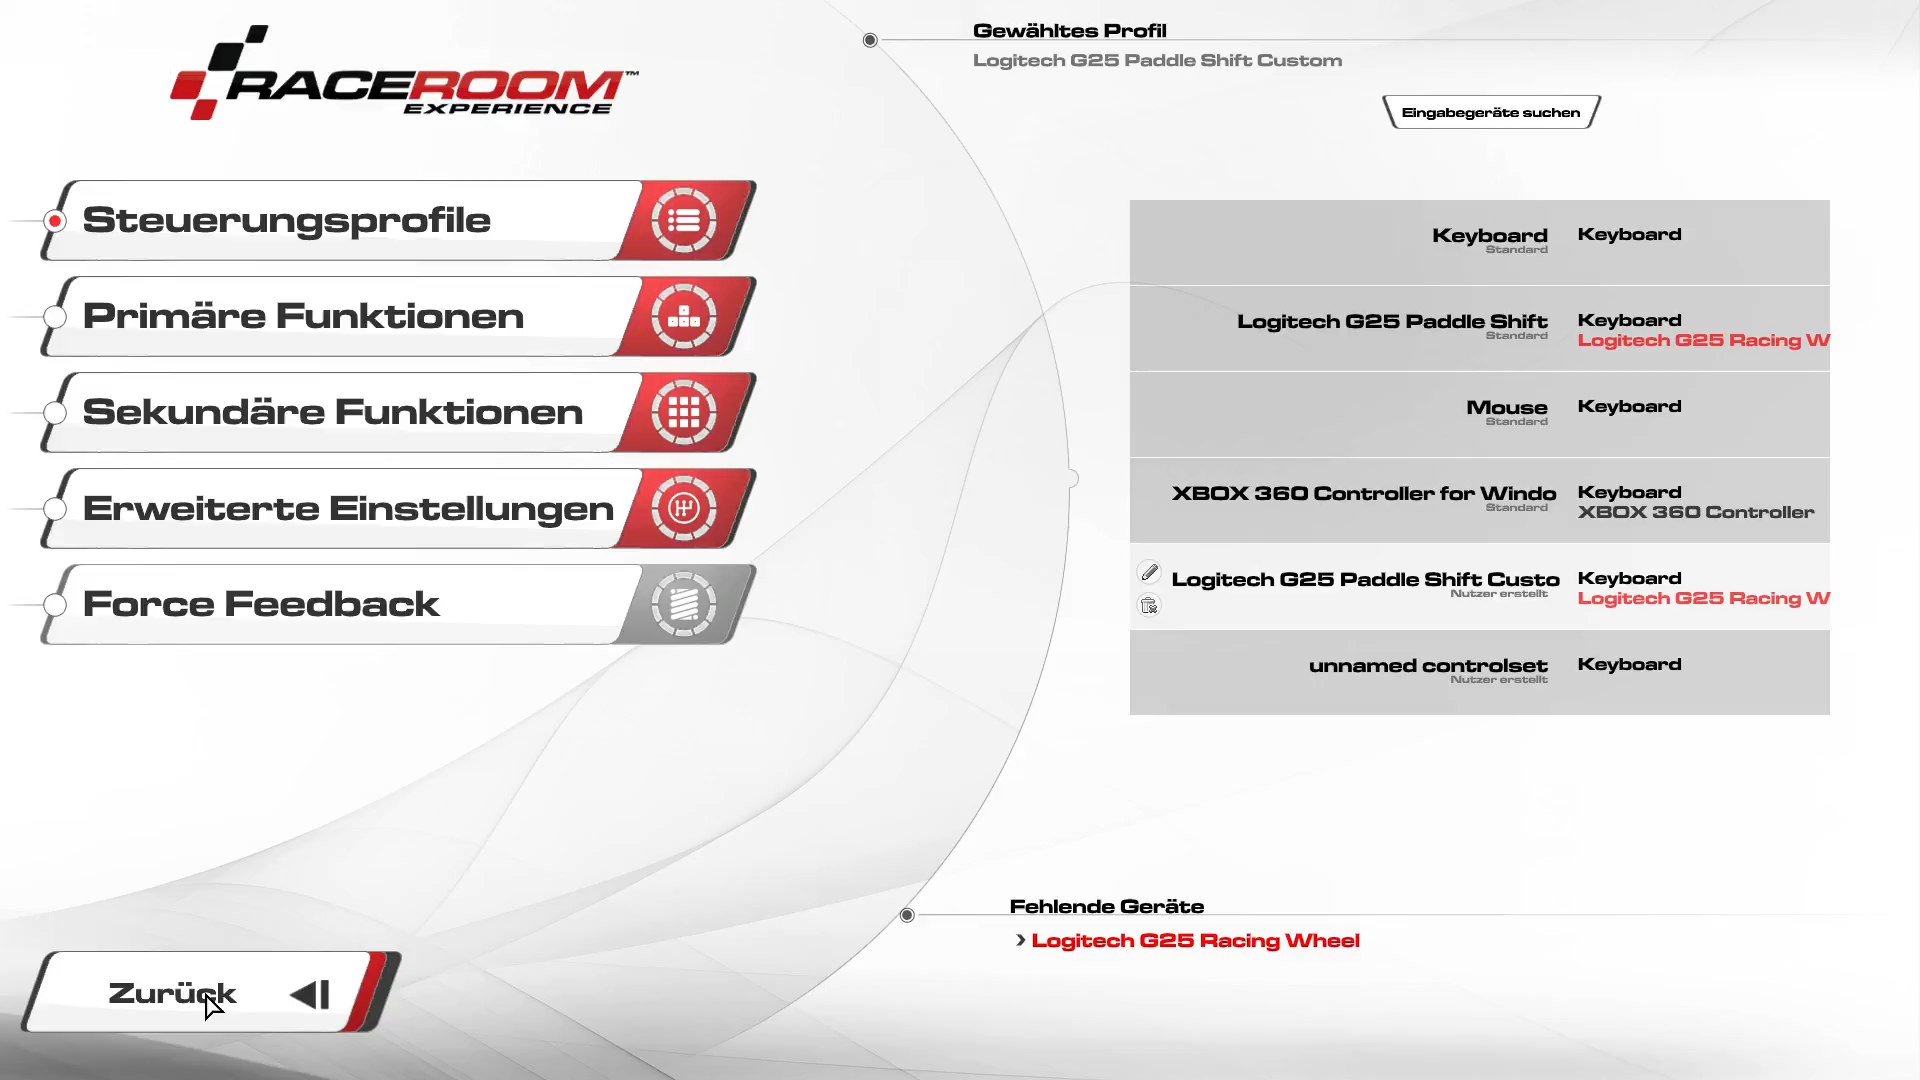 RACEROOM™
EXPERIENCE
Gewähltes Profil
Logitech G25 Paddle Shift Custom
Eingabegeräte suchen
Steuerungsprofile
Primäre Funktionen
Sekundäre Funktionen
Erweiterte Einstellungen
Force Feedback
Keyboard Keyboard
Standard
Logitech G25 Paddle Shift Keyboard
Standard Logitech G25 Racing W
Mouse Keyboard
Standard
XBOX 360 Controller for Windo Keyboard
Standard XBOX 360 Controller
Logitech G25 Paddle Shift Custo Keyboard
Nutzer erstellt Logitech G25 Racing W
unnamed controlset Keyboard
Nutzer erstellt
Fehlende Geräte
› Logitech G25 Racing Wheel
Zurück